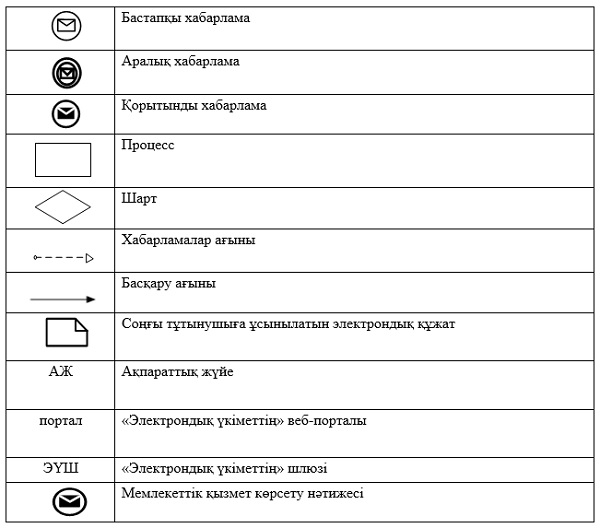 Бастапқы хабарлама
Аралық хабарлама
Қорытынды хабарлама
Процесс
Шарт
Хабарламалар ағыны
Басқару ағыны
Соңғы тұтынушыға ұсынылатын электрондық құжат
АЖ Ақпараттық жүйе
портал «Электрондық үкіметтің» веб-порталы
ЭҮШ «Электрондық үкіметтің» шлюзі
Мемлекеттік қызмет көрсету нәтижесі